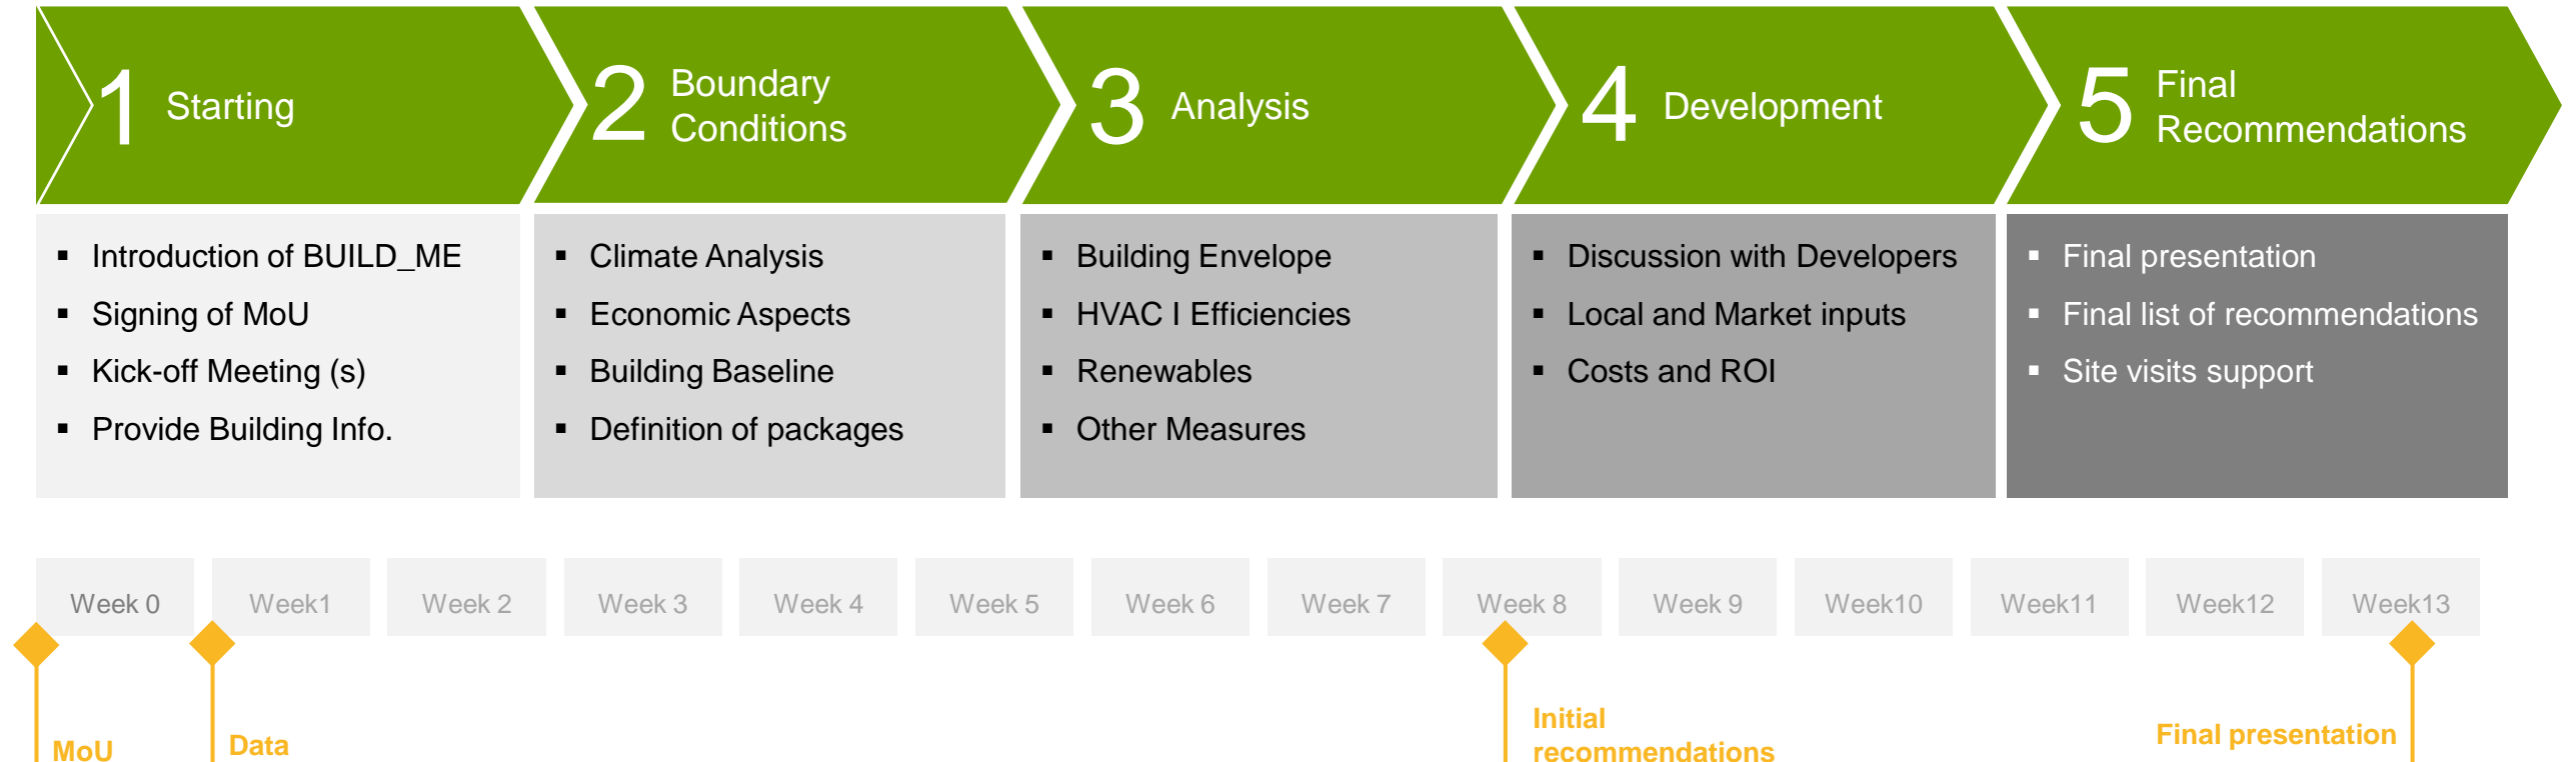 1 Starting
2 Boundary
Conditions
3 Analysis
4 Development
5 Final
Recommendations
▪ Introduction of BUILD_ME
▪ Signing of MoU
▪ Kick-off Meeting (s)
▪ Provide Building Info.
▪ Climate Analysis
▪ Economic Aspects
▪ Building Baseline
▪ Definition of packages
▪ Building Envelope
▪ HVAC I Efficiencies
▪ Renewables
▪ Other Measures
▪ Discussion with Developers
▪ Local and Market inputs
▪ Costs and ROI
▪ Final presentation
▪ Final list of recommendations
▪ Site visits support
Week 0
Week1
Week 2
Week 3
Week 4
Week 5
Week 6
Week 7
Week 8
Week 9
Week10
Week11
Week12
Week13
MoU
Data
Initial
recommendations
Final presentation